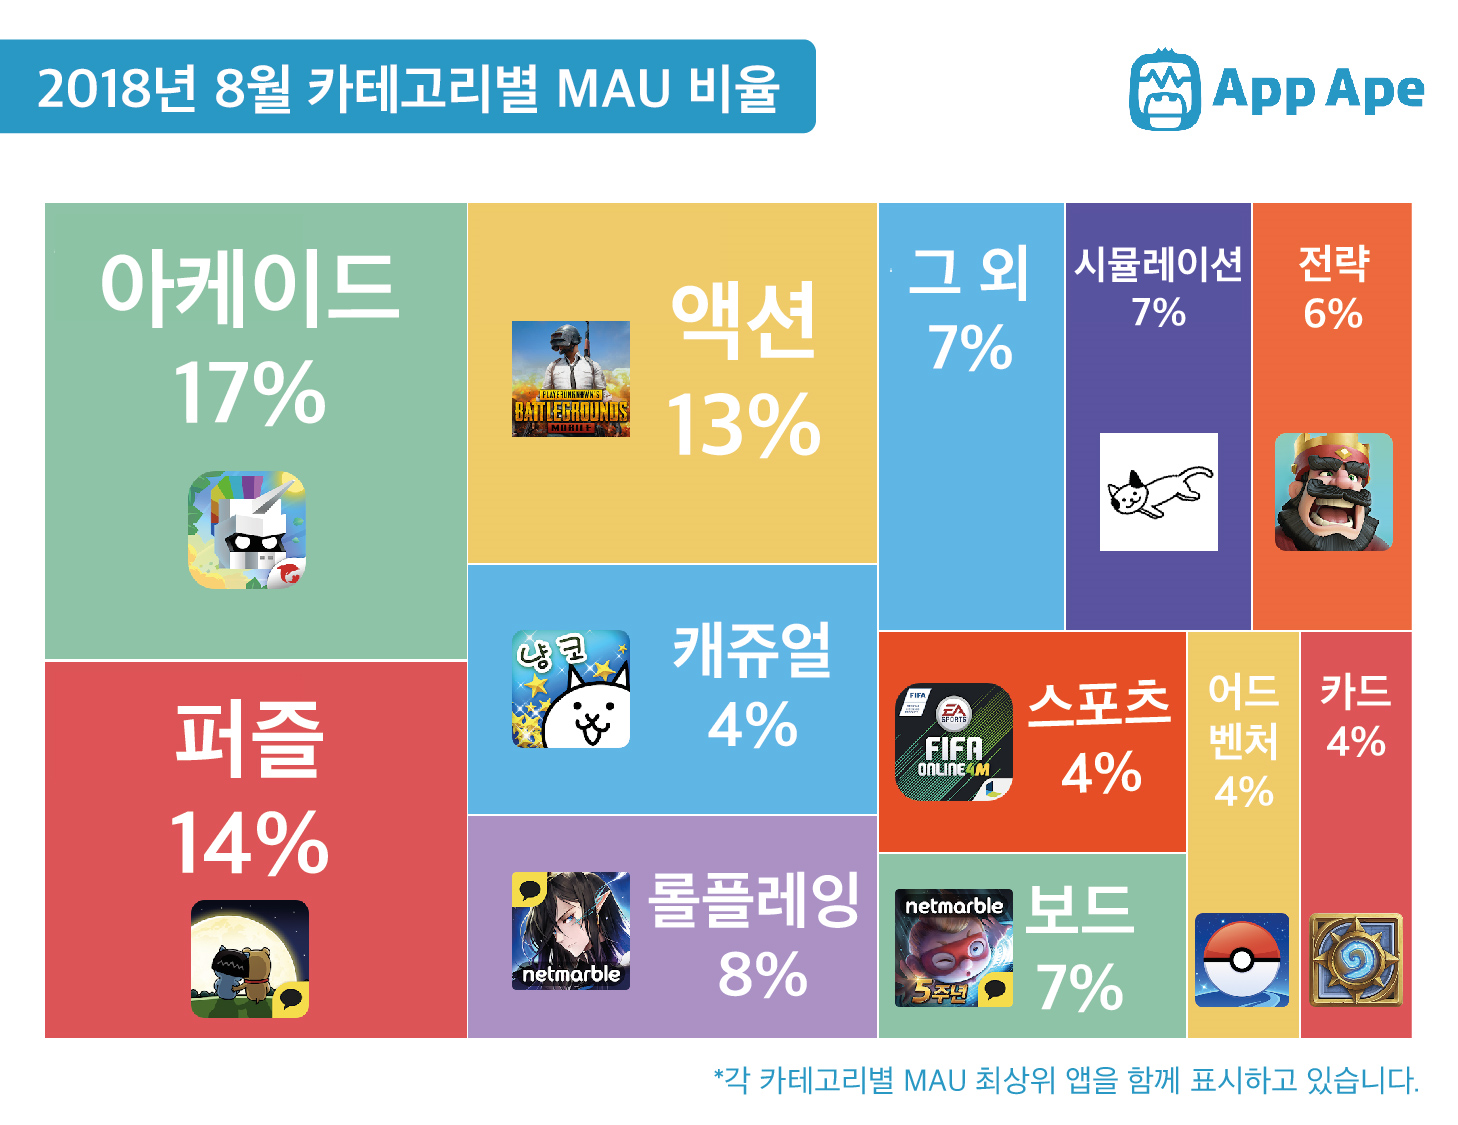 2018년 8월 카테고리별 MAU 비율
App Ape
아케이드
17%
퍼즐
14%
PLAYERUNKNOWN'S
BATTLEGROUNDS
MOBILE
액션
13%
냥코
캐쥬얼
4%
netmarble
롤플레잉
8%
그 외
7%
시뮬레이션
7%
전략
6%
FIFA
EA
SPORTS
FIFA
ONLINE4M
스포츠
4%
netmarble
5주년
보드
7%
어드
벤처
4%
카드
4%
*각 카테고리별 MAU 최상위 앱을 함께 표시하고 있습니다.